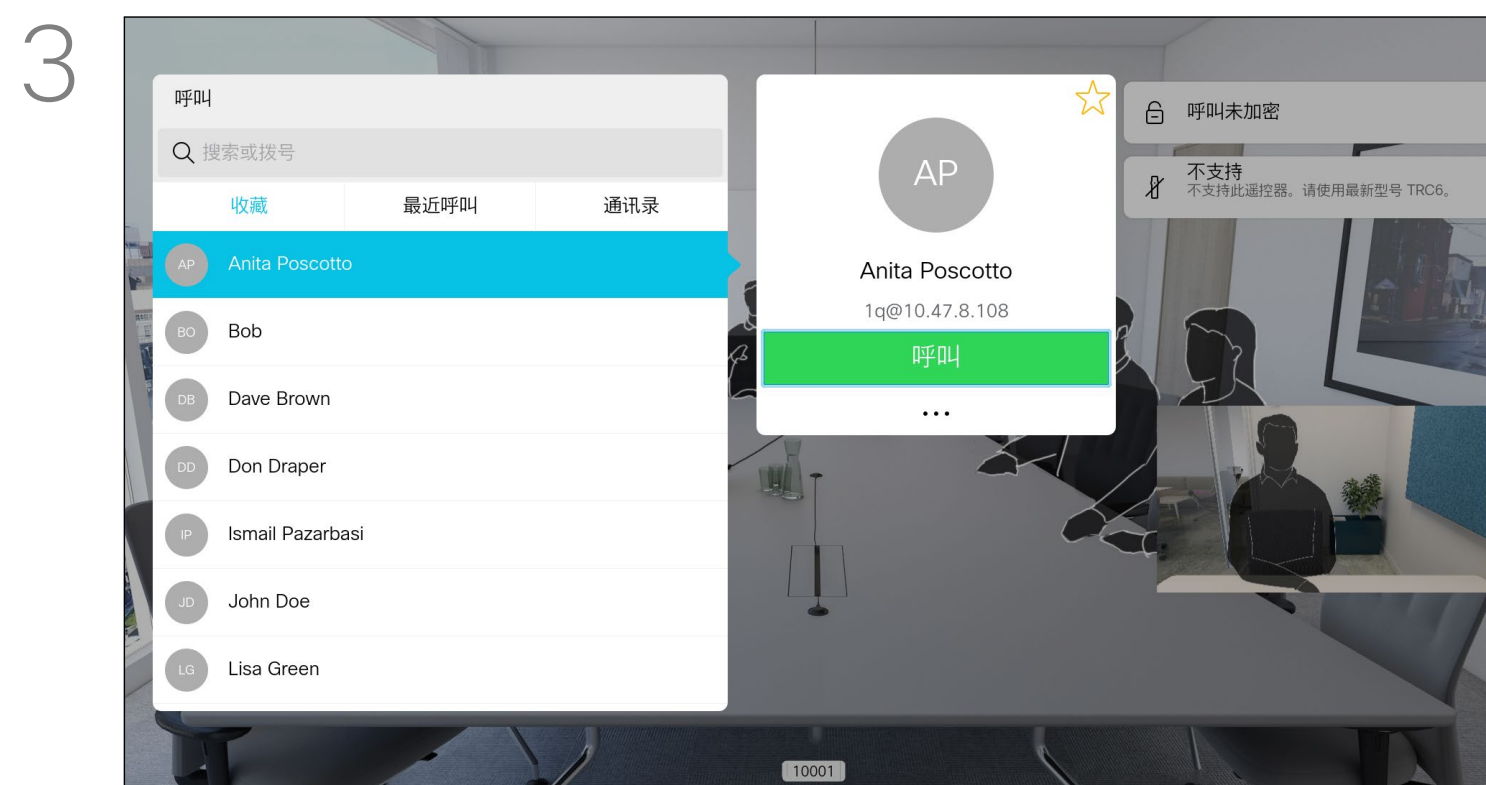 3
呼叫
搜索或拨号
收藏 最近呼叫 通讯录
AP Anita Poscotto
BO Bob
DB Dave Brown
DD Don Draper
IP Ismail Pazarbasi
JD John Doe
LG Lisa Green
AP
Anita Poscotto
1q@10.47.8.108
呼叫
...
呼叫未加密
不支持
不支持此遥控器。请使用最新型号 TRC6。
10001